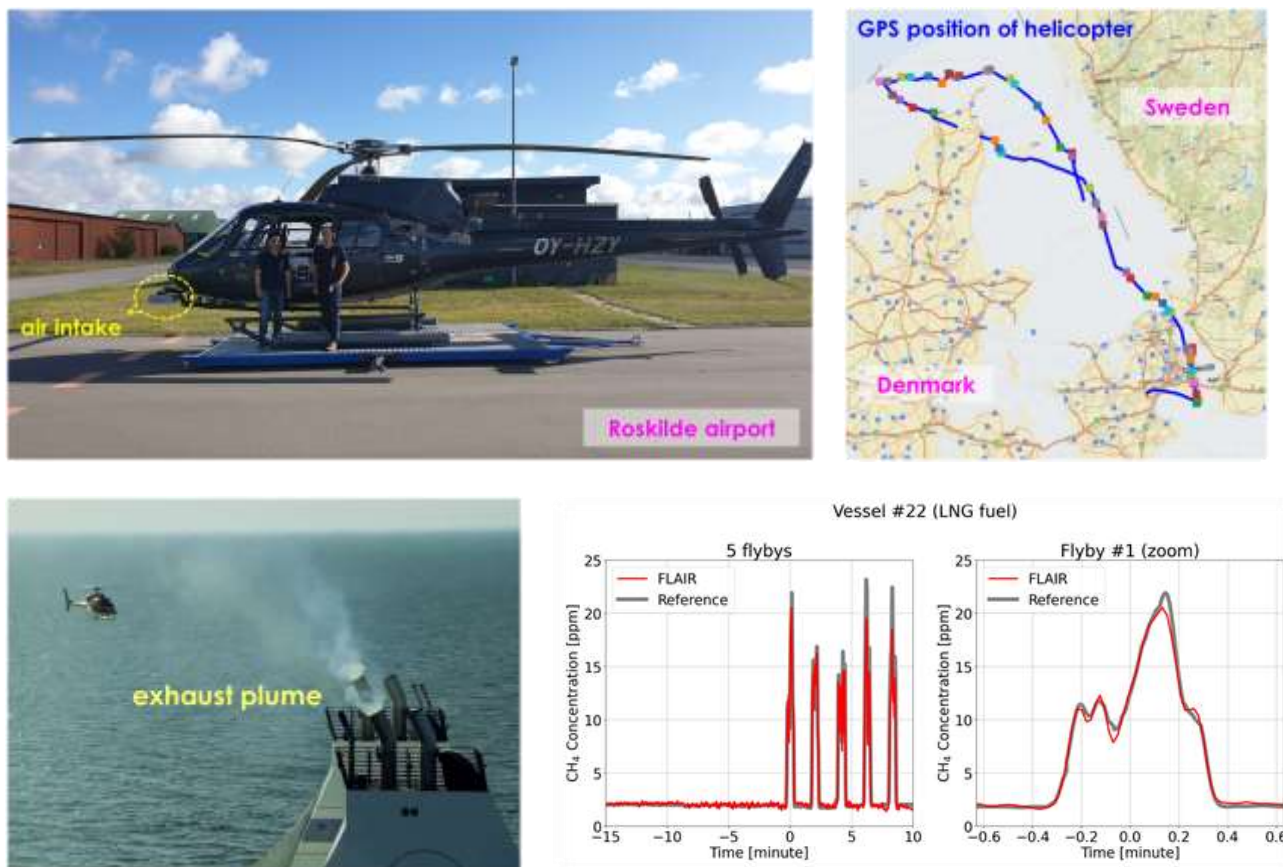 OY-HZY
air intake
Roskilde airport
GPS position of helicopter
Sweden
Denmark
exhaust plume
Vessel #22 (LNG fuel)
5 flybys
FLAIR
Reference
CH₄ Concentration [ppm]
25
20
15
10
5
0
−15
−10
−5
0
5
10
Time [minute]
Flyby #1 (zoom)
FLAIR
Reference
CH₄ Concentration [ppm]
25
20
15
10
5
0
−0.6
−0.4
−0.2
0.0
0.2
0.4
0.6
Time [minute]